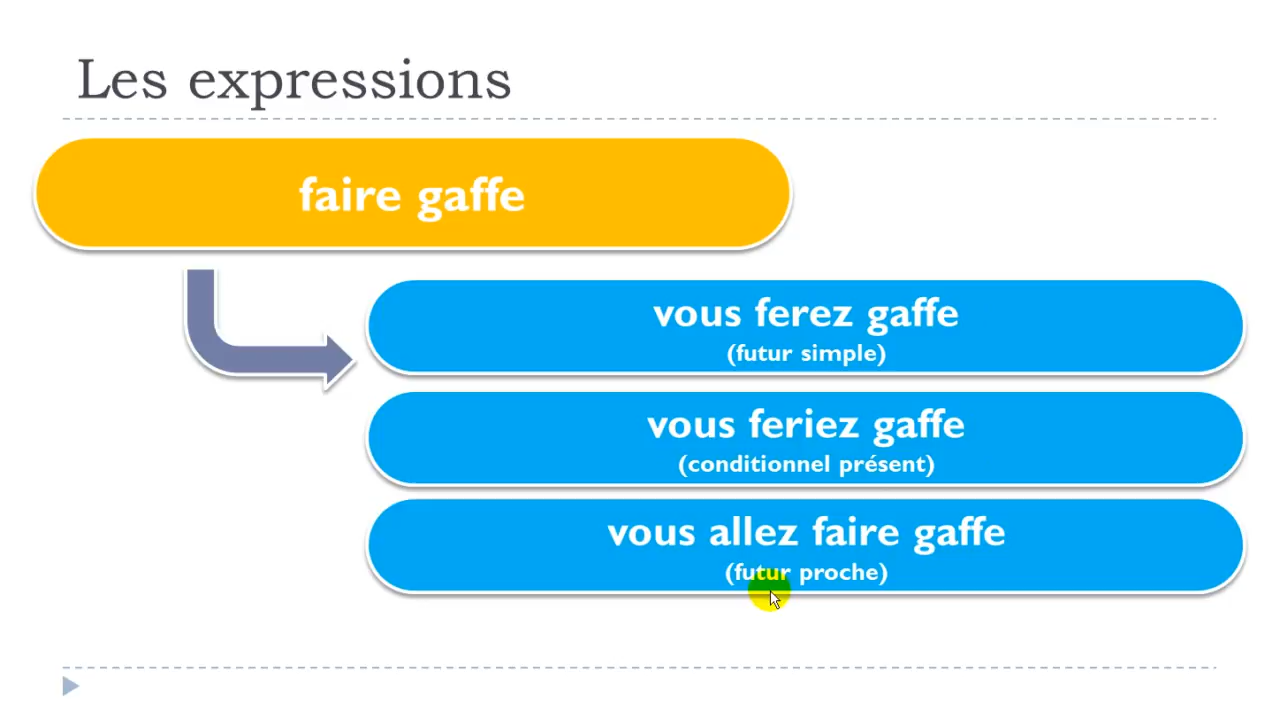 Les expressions
faire gaffe
vous ferez gaffe
(futur simple)
vous feriez gaffe
(conditionnel présent)
vous allez faire gaffe
(futur proche)